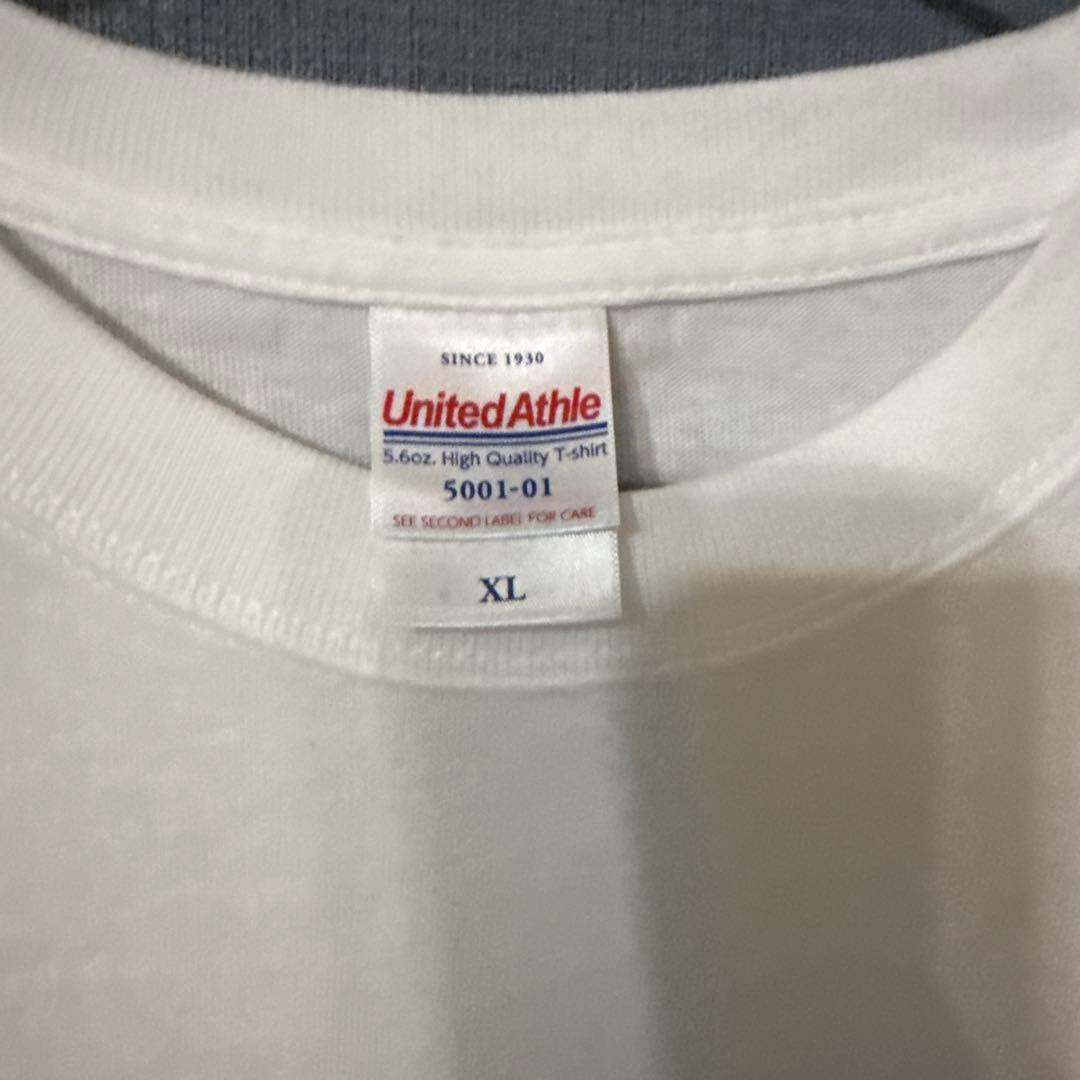 SINCE 1930
UnitedAthle
5.6oz. High Quality T-shirt
5001-01
SEE SECOND LABEL FOR CARE
XL